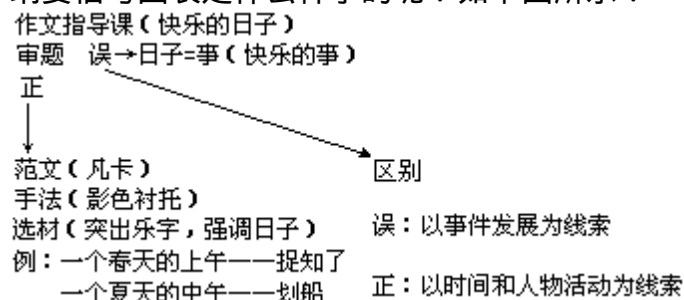 作文指导课（快乐的日子）
审题 误→日子=事（快乐的事）
正
范文（凡卡）
区别
手法（影色衬托）
选材（突出乐字，强调日子）
误：以事件发展为线索
例：一个春天的上午——捉知了
正：以时间和人物活动为线索
一个夏天的中午——划船